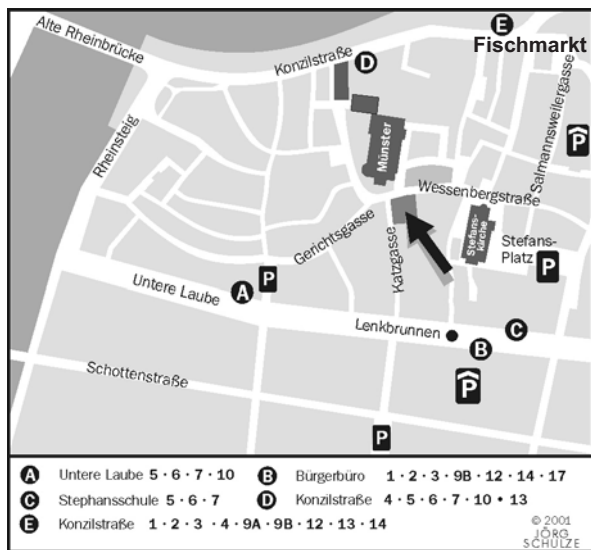 E
Fischmarkt
Alte Rheinbrücke
Konzilstraße
D
Salmannsweilergasse
Rheinsteig
Münster
P
Wessenbergstraße
Gerichtsgasse
Katzgasse
Stefans-
kirche
Stefans-
Platz
P
P
Untere Laube
A
Lenkbrunnen
C
B
Schottenstraße
P
P
A Untere Laube 5 · 6 · 7 · 10
B Bürgerbüro 1 · 2 · 3 · 9B · 12 · 14 · 17
C Stephansschule 5 · 6 · 7
D Konzilstraße 4 · 5 · 6 · 7 · 10 • 13
E Konzilstraße 1 · 2 · 3 · 4 · 9A · 9B · 12 · 13 · 14
© 2001
JÖRG
SCHULZE